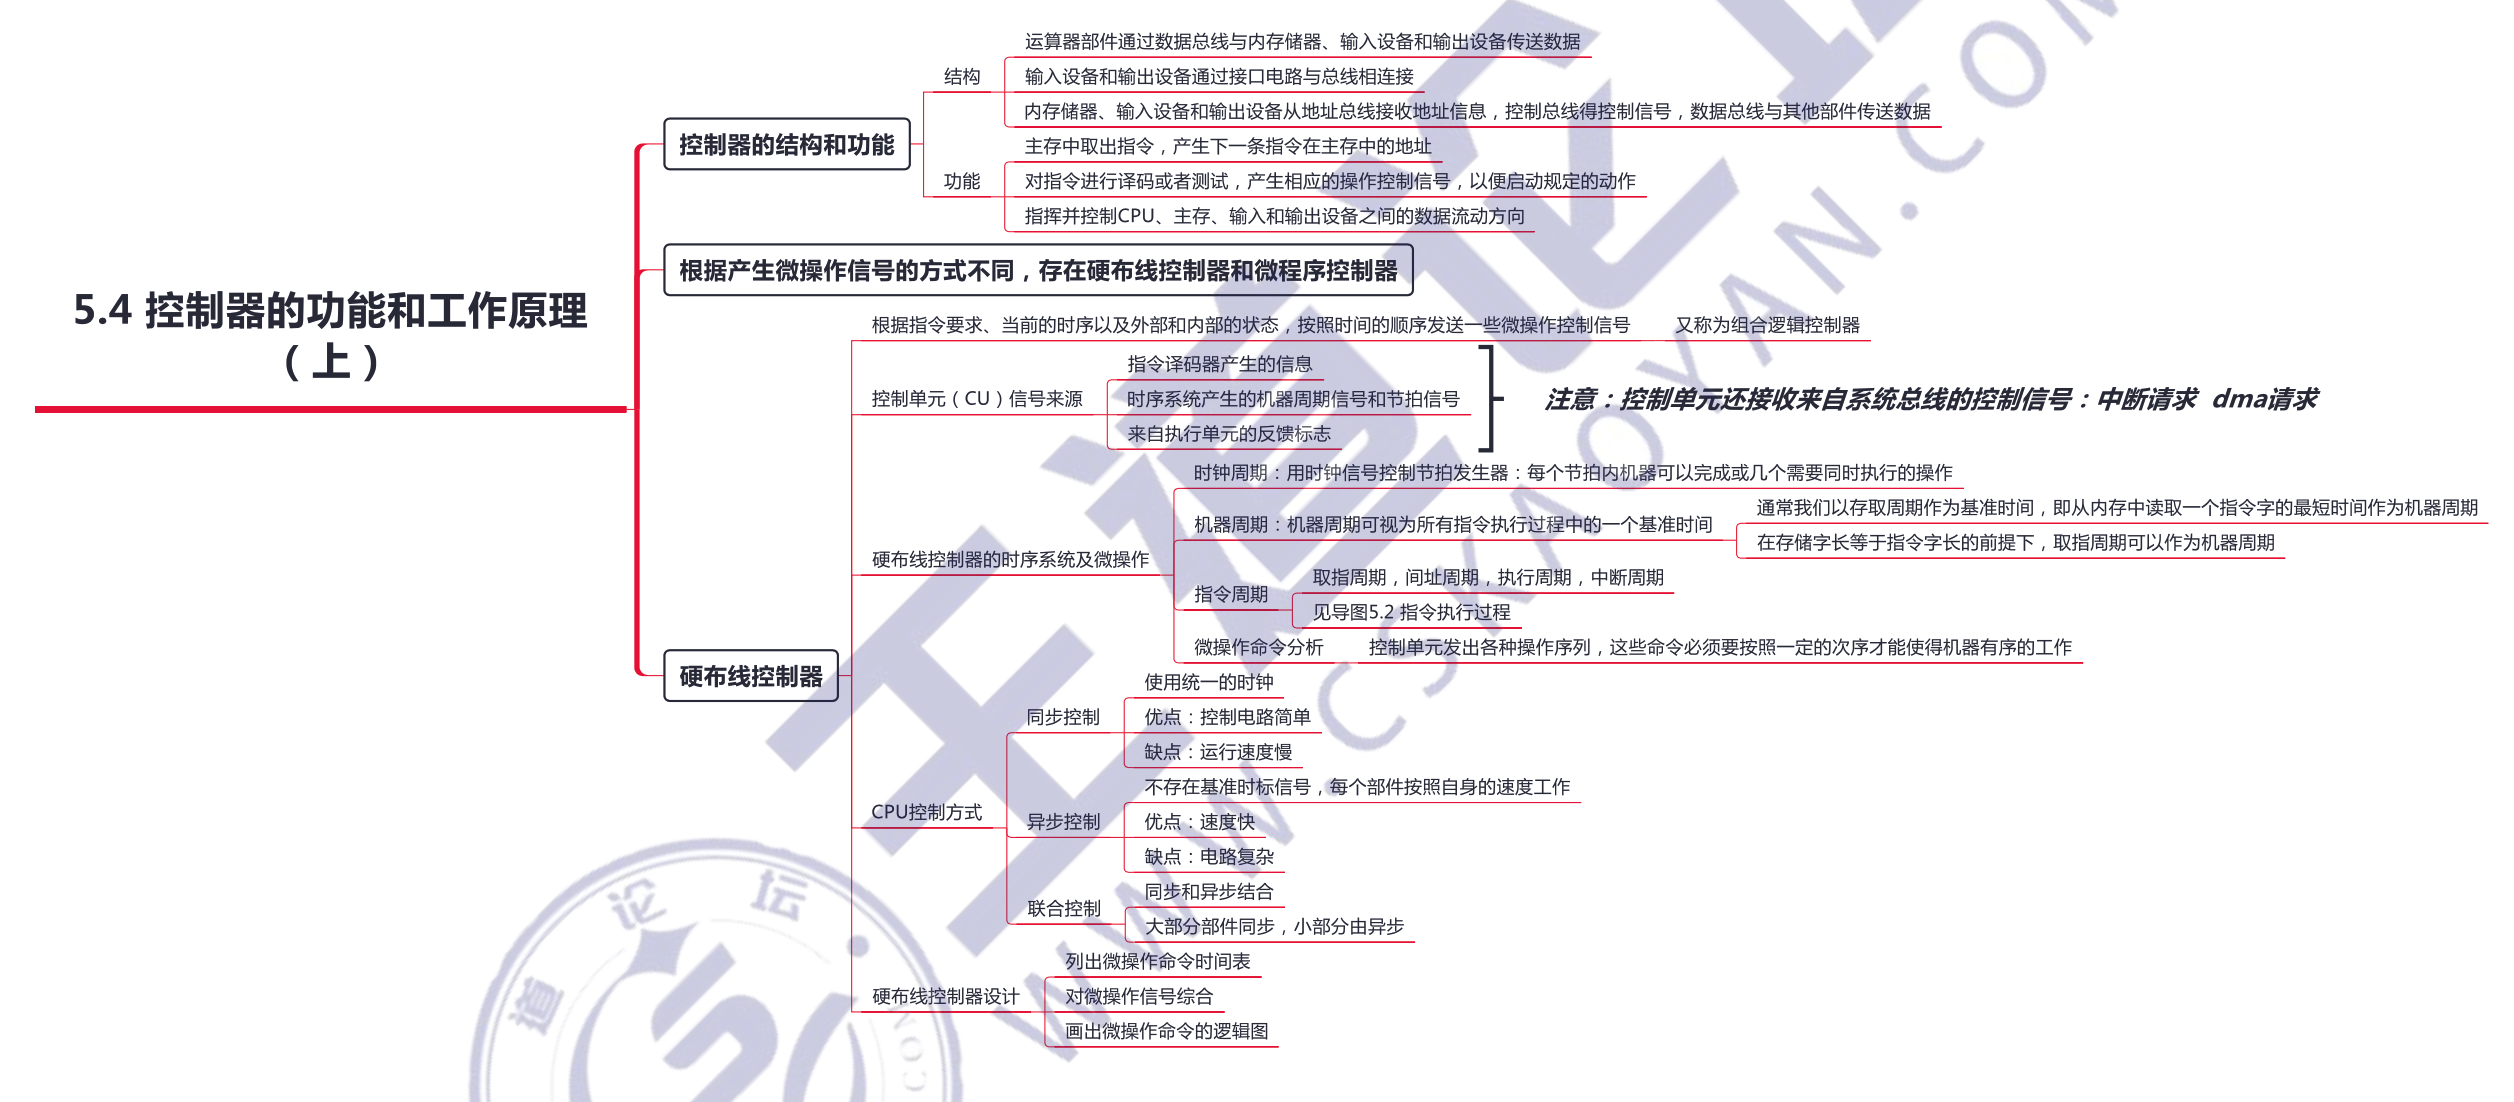 5.4 控制器的功能和工作原理
（上）
控制器的结构和功能
结构
运算器部件通过数据总线与内存储器、输入设备和输出设备传送数据
输入设备和输出设备通过接口电路与总线相连接
内存储器、输入设备和输出设备从地址总线接收地址信息，控制总线得控制信号，数据总线与其他部件传送数据
功能
主存中取出指令，产生下一条指令在主存中的地址
对指令进行译码或者测试，产生相应的操作控制信号，以便启动规定的动作
指挥并控制CPU、主存、输入和输出设备之间的数据流动方向
根据产生微操作信号的方式不同，存在硬布线控制器和微程序控制器
硬布线控制器
根据指令要求、当前的时序以及外部和内部的状态，按照时间的顺序发送一些微操作控制信号
又称为组合逻辑控制器
控制单元（CU）信号来源
指令译码器产生的信息
时序系统产生的机器周期信号和节拍信号
来自执行单元的反馈标志
注意：控制单元还接收来自系统总线的控制信号：中断请求 dma请求
硬布线控制器的时序系统及微操作
时钟周期：用时钟信号控制节拍发生器：每个节拍内机器可以完成或几个需要同时执行的操作
机器周期：机器周期可视为所有指令执行过程中的一个基准时间
通常我们以存取周期作为基准时间，即从内存中读取一个指令字的最短时间作为机器周期
在存储字长等于指令字长的前提下，取指周期可以作为机器周期
指令周期
取指周期，间址周期，执行周期，中断周期
见导图5.2 指令执行过程
微操作命令分析
控制单元发出各种操作序列，这些命令必须要按照一定的次序才能使得机器有序的工作
CPU控制方式
同步控制
使用统一的时钟
优点：控制电路简单
缺点：运行速度慢
异步控制
不存在基准时标信号，每个部件按照自身的速度工作
优点：速度快
缺点：电路复杂
联合控制
同步和异步结合
大部分部件同步，小部分由异步
硬布线控制器设计
列出微操作命令时间表
对微操作信号综合
画出微操作命令的逻辑图
王道论
WWW.CSKAOYAN.COM
道论坛
COM